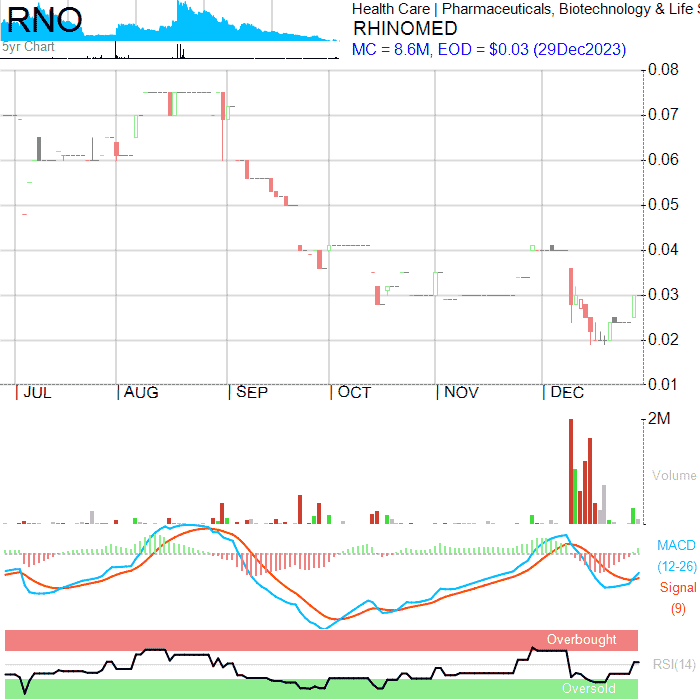 RNO
5yr Chart
Health Care | Pharmaceuticals, Biotechnology & Life S
RHINOMED
MC = 8.6M, EOD = $0.03 (29Dec2023)
0.08
0.07
0.06
0.05
0.04
0.03
0.02
0.01
JUL
AUG
SEP
OCT
NOV
DEC
2M
Volume
MACD
(12-26)
Signal
(9)
Overbought
RSI(14)
Oversold